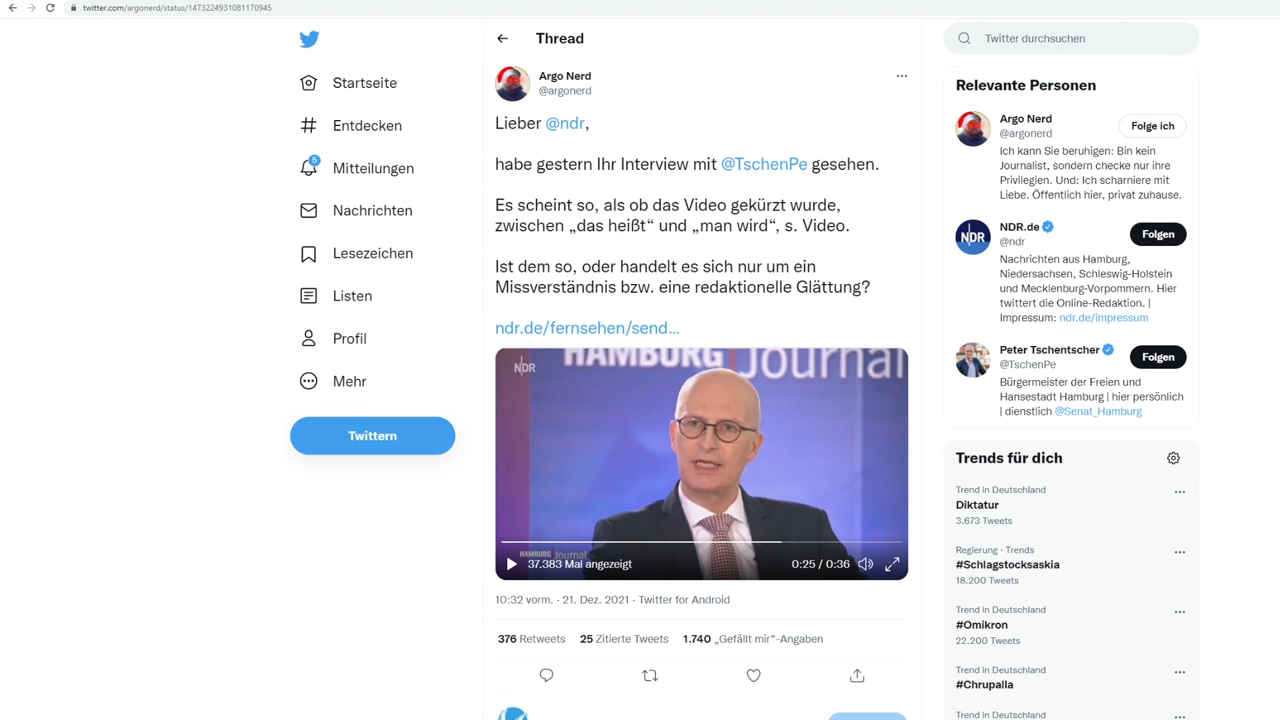 twitter.com/argonerd/status/1473224931081170945
Startseite
Entdecken
5
Mitteilungen
Nachrichten
Lesezeichen
Listen
Profil
Mehr
Twittern
Thread
Argo Nerd
@argonerd
Lieber @ndr,
habe gestern Ihr Interview mit @TschenPe gesehen.
Es scheint so, als ob das Video gekürzt wurde,
zwischen „das heißt“ und „man wird“, s. Video.
Ist dem so, oder handelt es sich nur um ein
Missverständnis bzw. eine redaktionelle Glättung?
ndr.de/fernsehen/send...
HAMBURG Journal
NDR
HAMBURG Journal
37.383 Mal angezeigt
0:25 / 0:36
10:32 vorm. · 21. Dez. 2021 · Twitter for Android
376 Retweets 25 Zitierte Tweets 1.740 „Gefällt mir“-Angaben
Twitter durchsuchen
Relevante Personen
Argo Nerd
@argonerd
Folge ich
Ich kann Sie beruhigen: Bin kein
Journalist, sondern checke nur ihre
Privilegien. Und: Ich scharniere mit
Liebe. Öffentlich hier, privat zuhause.
NDR
NDR.de
@ndr
Folgen
Nachrichten aus Hamburg,
Niedersachsen, Schleswig-Holstein
und Mecklenburg-Vorpommern. Hier
twittert die Online-Redaktion. |
Impressum: ndr.de/impressum
Peter Tschentscher
@TschenPe
Folgen
Bürgermeister der Freien und
Hansestadt Hamburg | hier persönlich
| dienstlich @Senat_Hamburg
Trends für dich
Trend in Deutschland
Diktatur
3.673 Tweets
Regierung · Trends
#Schlagstocksaskia
18.200 Tweets
Trend in Deutschland
#Omikron
22.200 Tweets
Trend in Deutschland
#Chrupalla
Trend in Deutschland